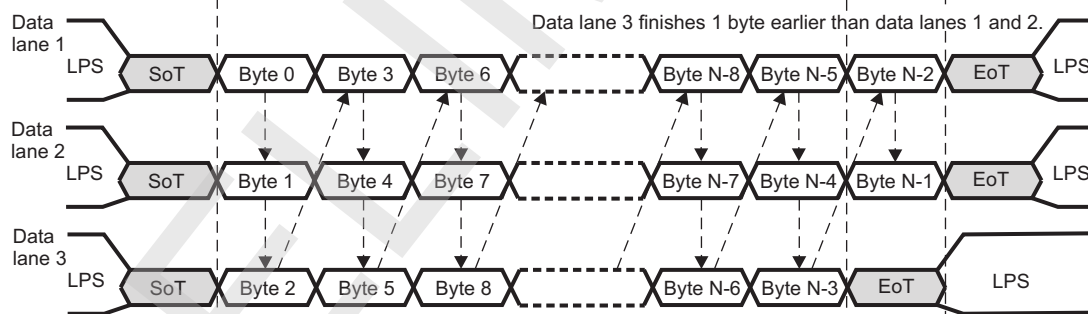 Data lane 3 finishes 1 byte earlier than data lanes 1 and 2.
Data
lane 1
LPS SoT Byte 0 Byte 3 Byte 6 Byte N-8 Byte N-5 Byte N-2 EoT LPS
Data
lane 2
LPS SoT Byte 1 Byte 4 Byte 7 Byte N-7 Byte N-4 Byte N-1 EoT LPS
Data
lane 3
LPS SoT Byte 2 Byte 5 Byte 8 Byte N-6 Byte N-3 EoT LPS